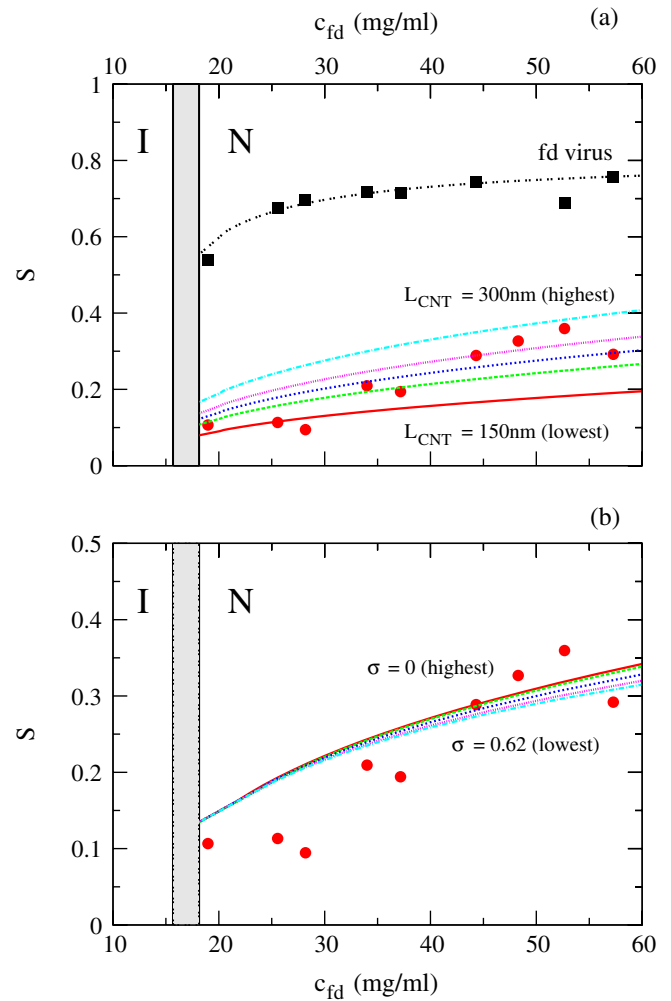 c_fd (mg/ml)
(a)
10 20 30 40 50 60
1
I N
fd virus
0.8
0.6
S
L_CNT = 300nm (highest)
0.4
0.2
L_CNT = 150nm (lowest)
0
(b)
0.5
I N
0.4
σ = 0 (highest)
0.3
S
σ = 0.62 (lowest)
0.2
0.1
0
10 20 30 40 50 60
c_fd (mg/ml)